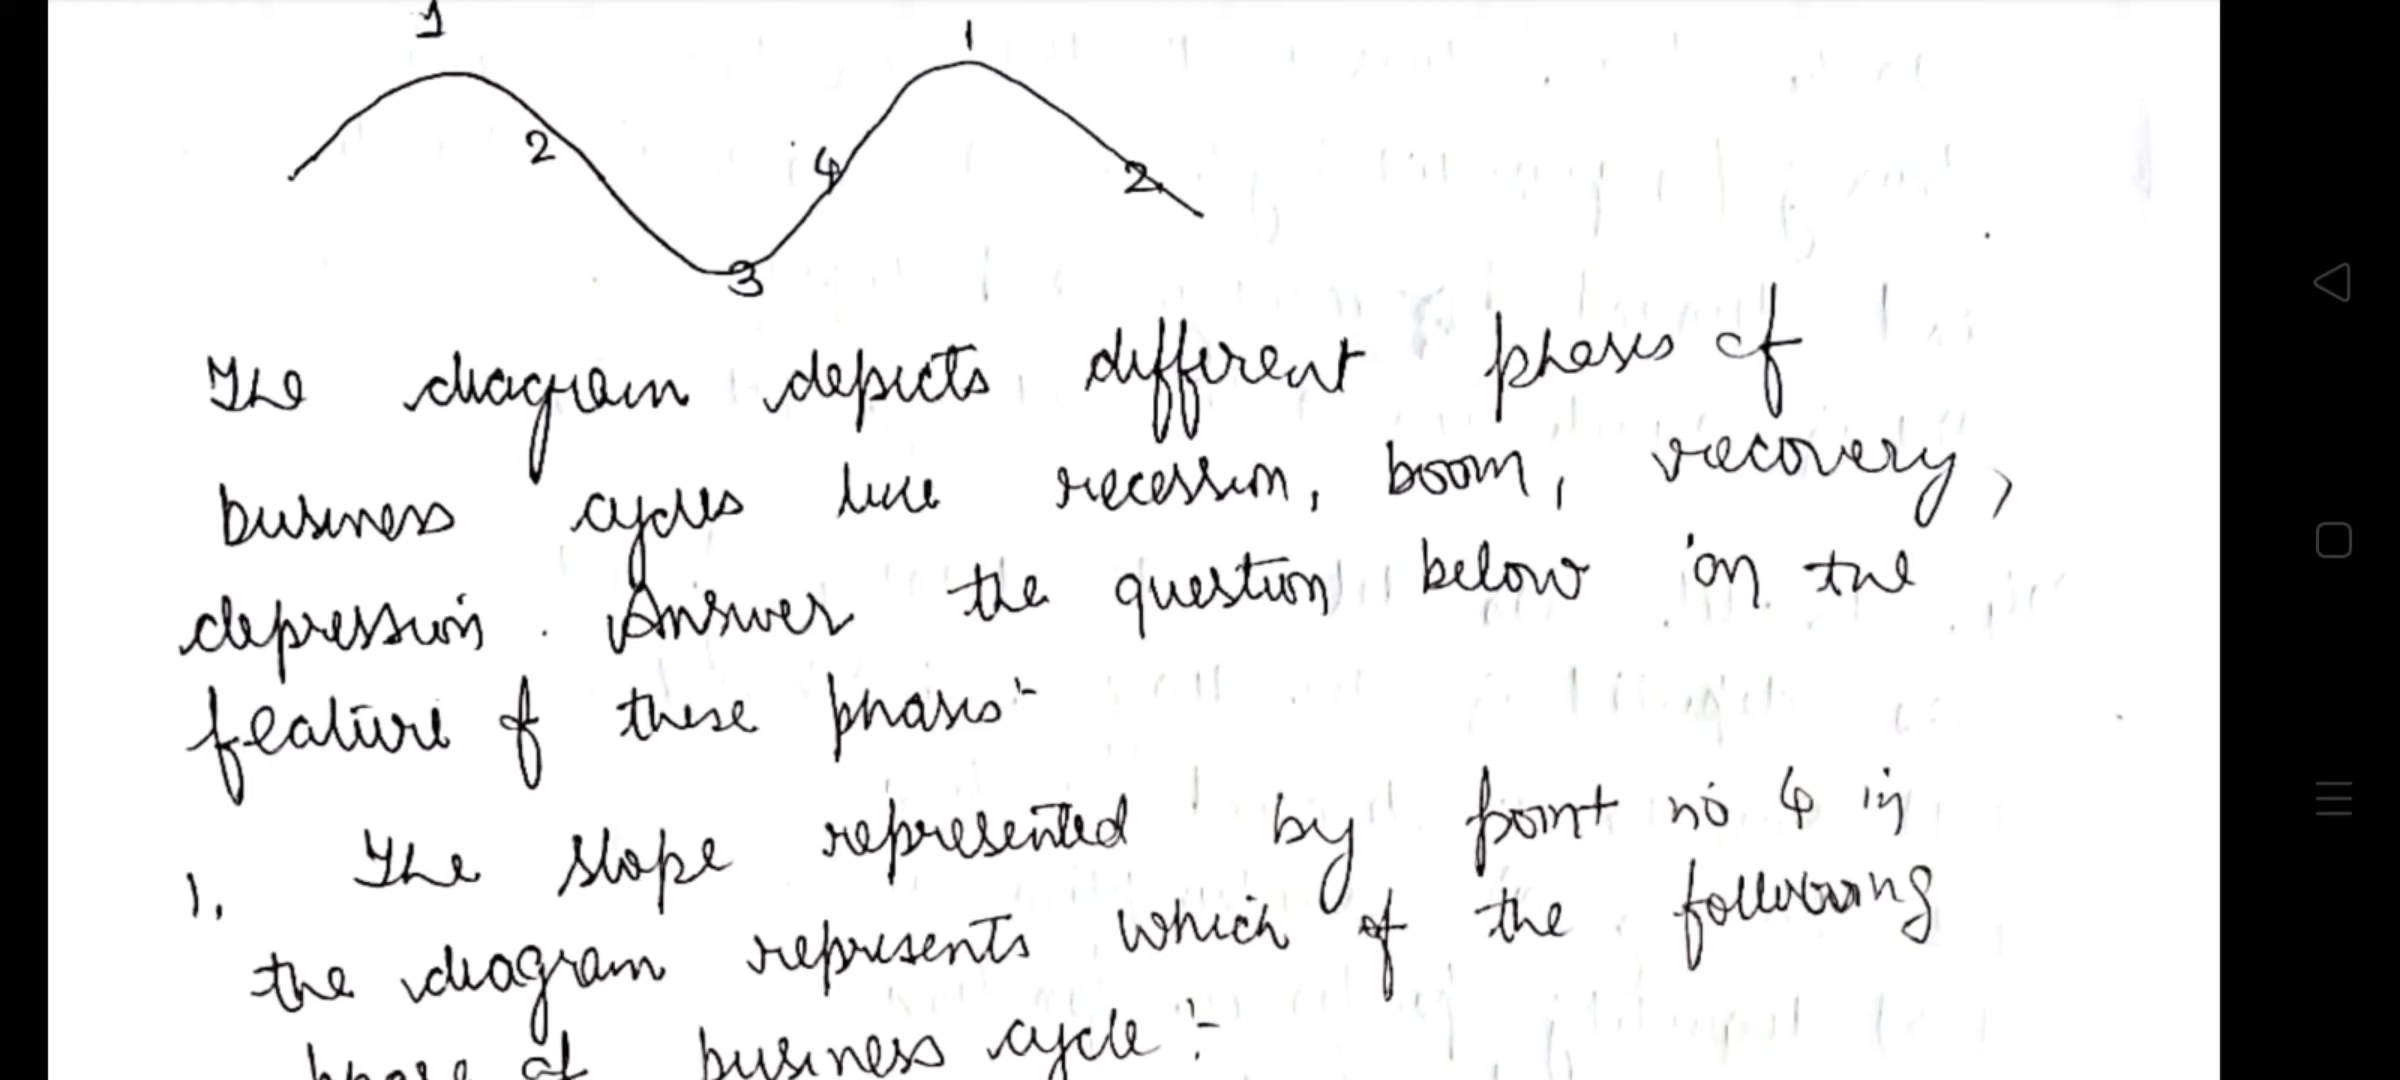 1 1
2 4 2
3
The diagram depicts different phases of
business cycles like recession, boom, recovery,
depression. Answer the question below on the
feature of these phases:-
1. The slope represented by point no 4 in
the diagram represents which of the following
phase of business cycle :-